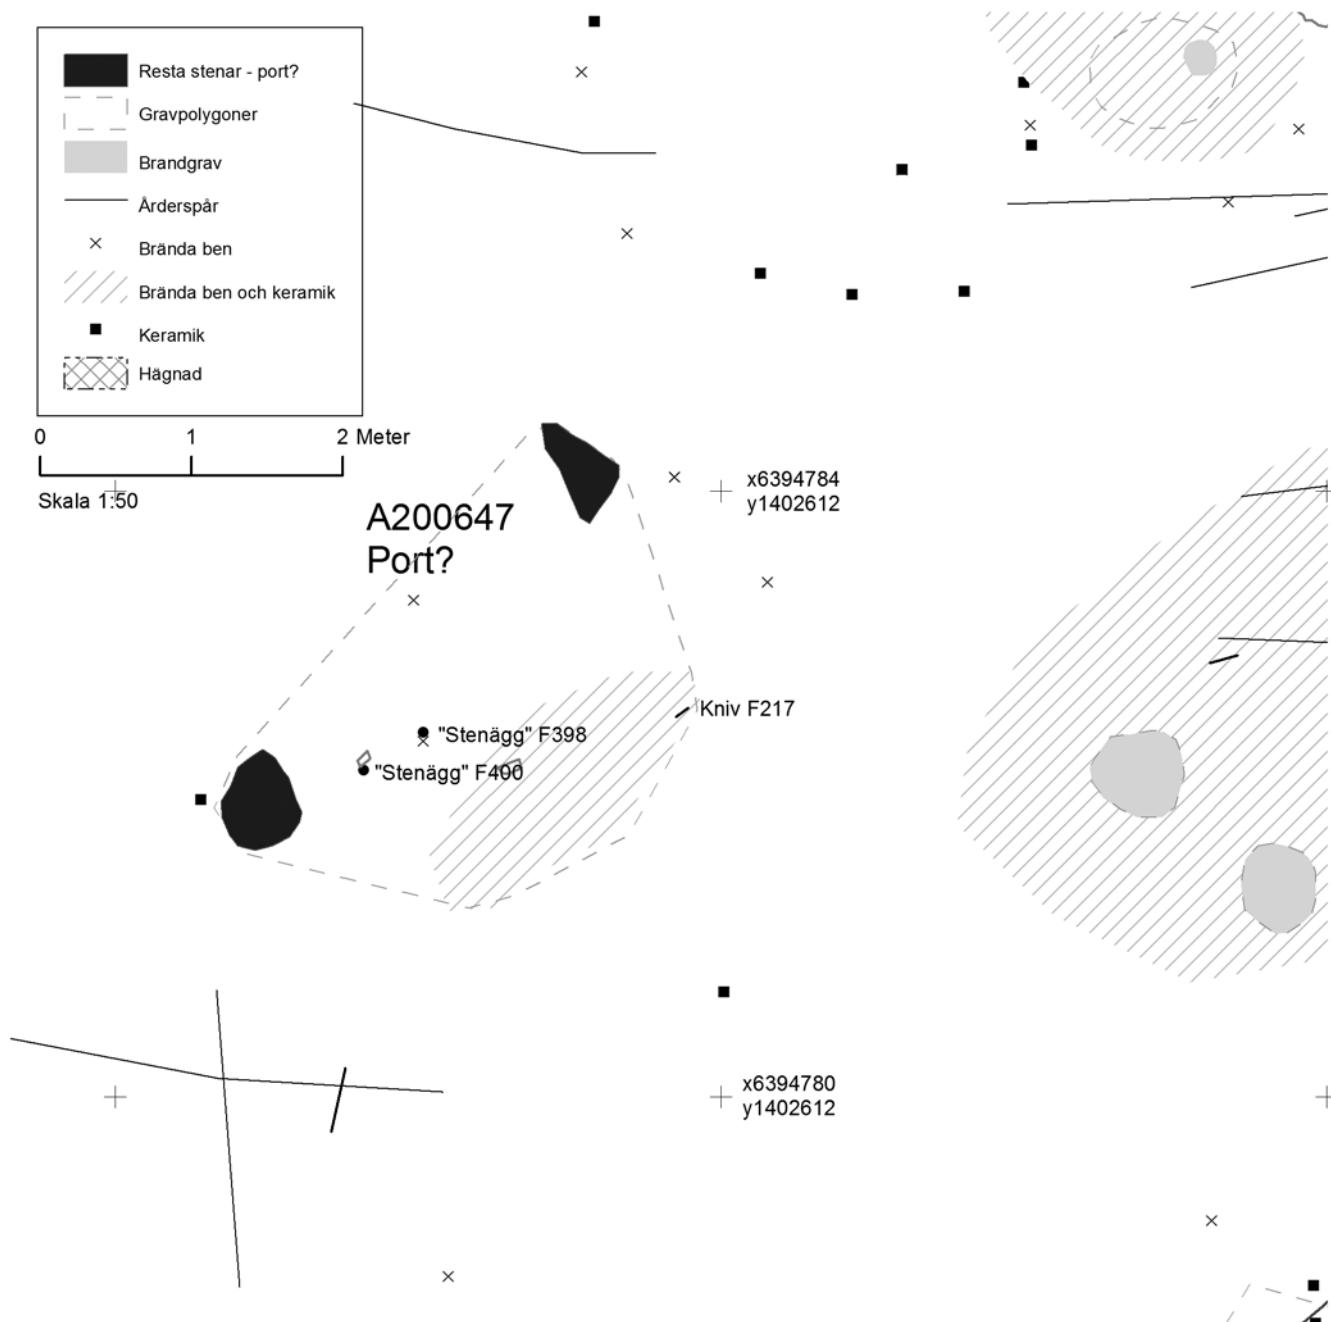 Resta stenar - port?
Gravpolygoner
Brandgrav
Årderspår
Brända ben
Brända ben och keramik
Keramik
Hägnad
0 1 2 Meter
Skala 1:50
A200647
Port?
x6394784
y1402612
Kniv F217
"Stenägg" F398
"Stenägg" F400
x6394780
y1402612